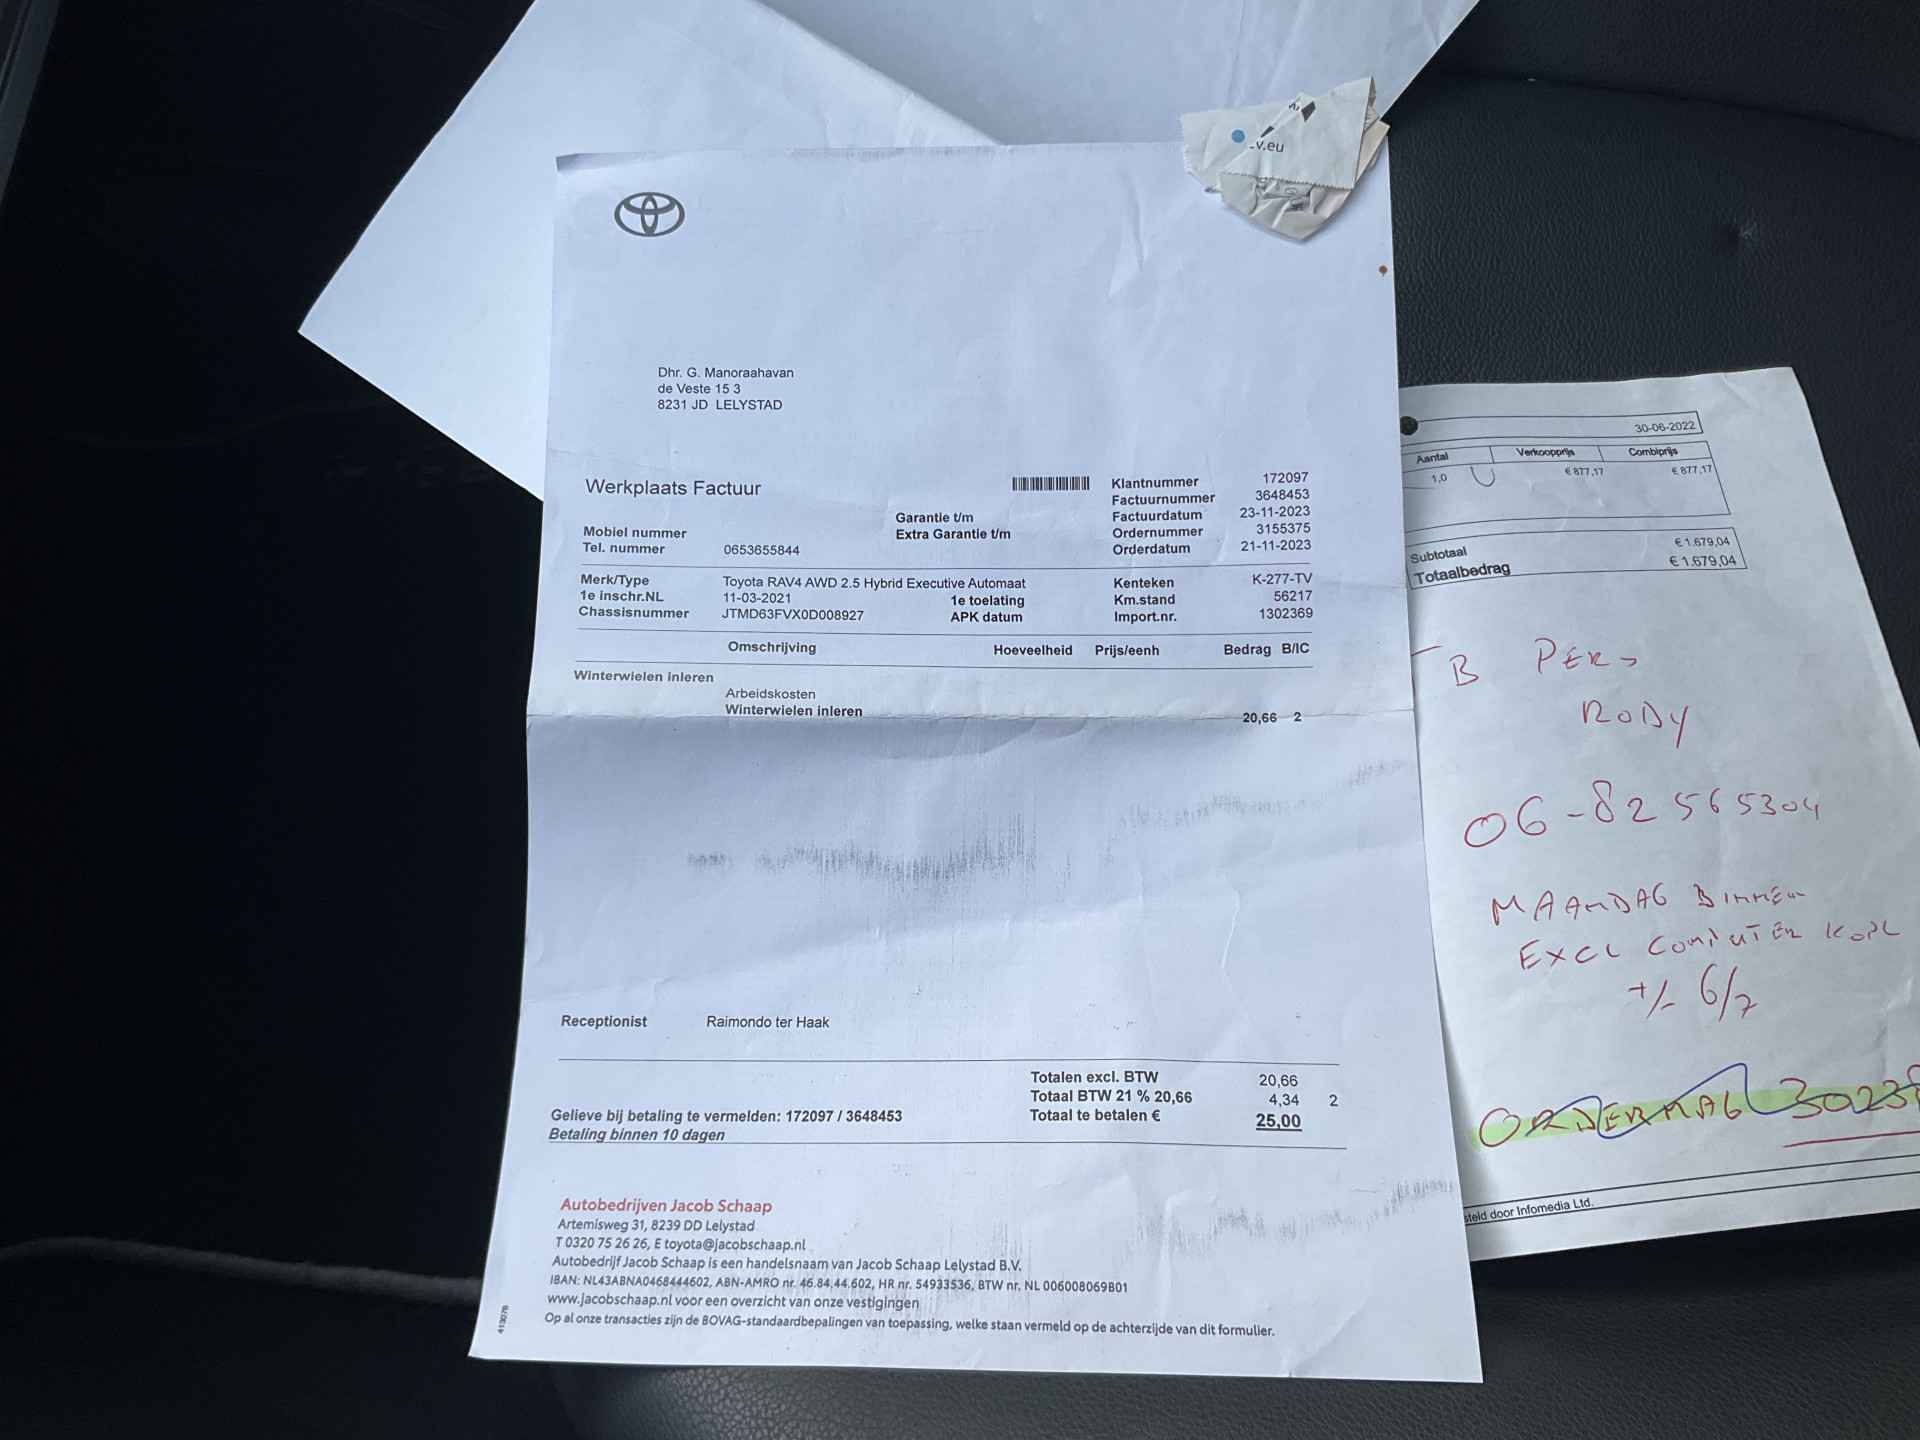 -v.eu
Dhr. G. Manoraahavan
de Veste 15 3
8231 JD LELYSTAD
Werkplaats Factuur
Klantnummer 172097
Factuurnummer 3648453
Garantie t/m Factuurdatum 23-11-2023
Mobiel nummer Extra Garantie t/m Ordernummer 3155375
Tel. nummer 0653655844 Orderdatum 21-11-2023
Merk/Type Toyota RAV4 AWD 2.5 Hybrid Executive Automaat Kenteken K-277-TV
1e inschr.NL 11-03-2021 1e toelating Km.stand 56217
Chassisnummer JTMD63FVX0D008927 APK datum Import.nr. 1302369
Omschrijving Hoeveelheid Prijs/eenh Bedrag B/IC
Winterwielen inleren
Arbeidskosten
Winterwielen inleren 20,66 2
Receptionist Raimondo ter Haak
Totalen excl. BTW 20,66
Totaal BTW 21 % 20,66 4,34 2
Gelieve bij betaling te vermelden: 172097 / 3648453 Totaal te betalen € 25,00
Betaling binnen 10 dagen
Autobedrijven Jacob Schaap
Artemisweg 31, 8239 DD Lelystad
T 0320 75 26 26, E toyota@jacobschaap.nl
Autobedrijf Jacob Schaap is een handelsnaam van Jacob Schaap Lelystad B.V.
IBAN: NL43ABNA0468444602, ABN-AMRO nr. 46.84.44.602, HR nr. 54933536, BTW nr. NL 006008069B01
www.jacobschaap.nl voor een overzicht van onze vestigingen
Op al onze transacties zijn de BOVAG-standaardbepalingen van toepassing, welke staan vermeld op de achterzijde van dit formulier.
413078
30-06-2022
Aantal Verkoopprijs Combiprijs
1,0 € 877,17 € 877,17
Subtotaal € 1.679,04
Totaalbedrag € 1.679,04
B PER
RODY
06-82565304
MAANDAG BINNEN
EXCL COMPUTER KOPL
+/- 6/7
steld door Infomedia Ltd.